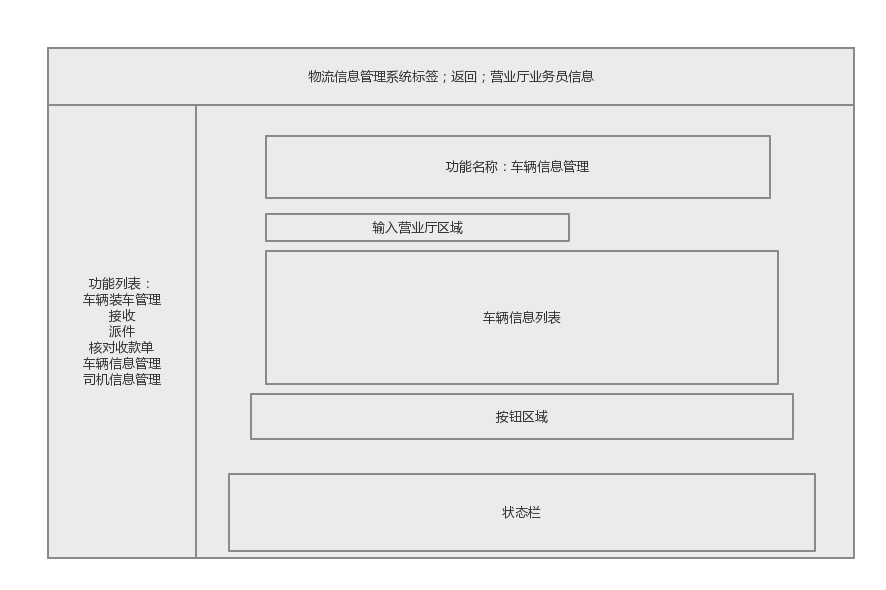 物流信息管理系统标签；返回；营业厅业务员信息
功能名称：车辆信息管理
输入营业厅区域
功能列表：
车辆装车管理
接收
派件
核对收款单
车辆信息管理
司机信息管理
车辆信息列表
按钮区域
状态栏